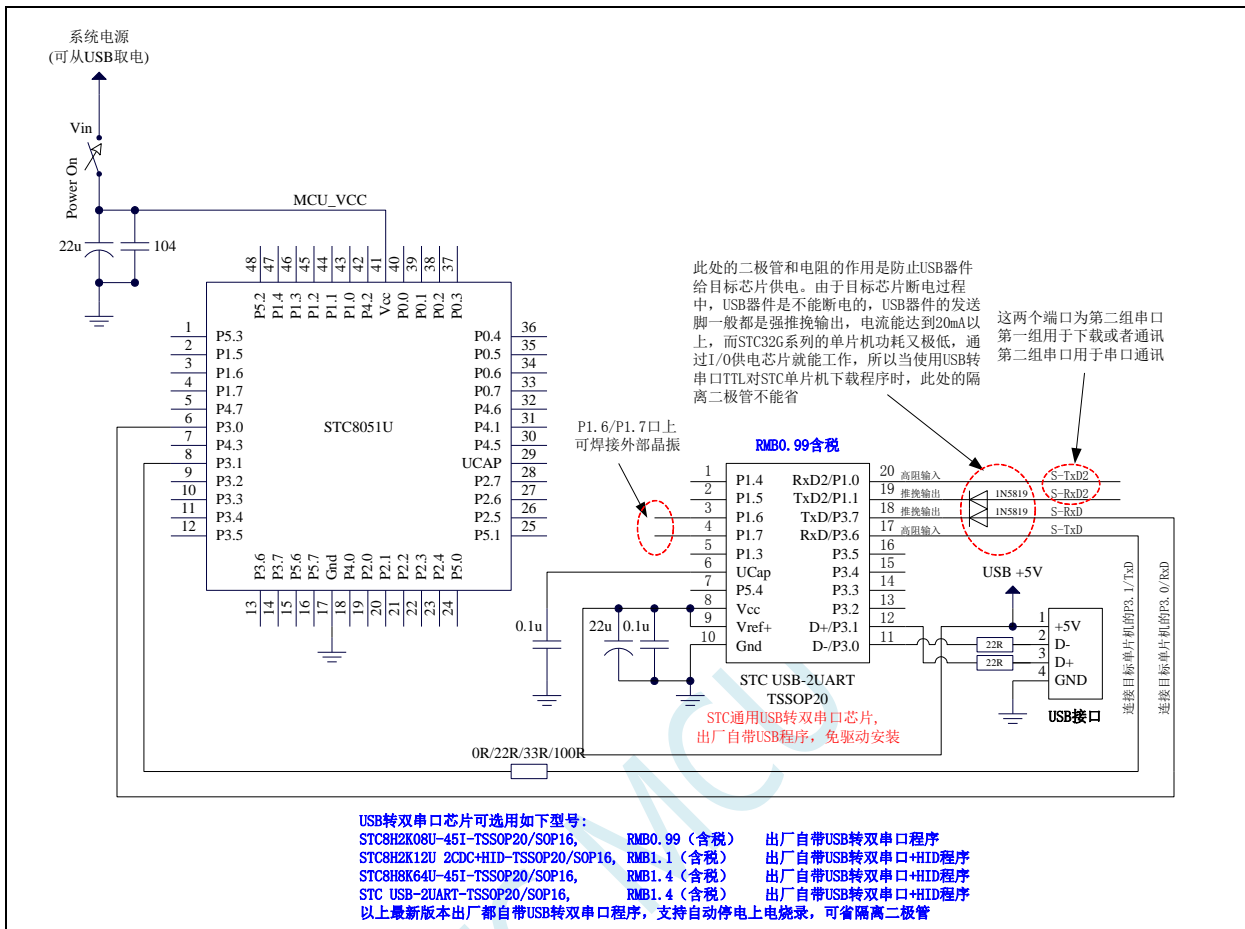 系统电源
(可从USB取电)
Vin
Power On
MCU_VCC
22u
104
48
47
46
45
44
43
42
41
40
39
38
37
P5.2
P1.4
P1.3
P1.2
P1.1
P1.0
P4.2
Vcc
P0.0
P0.1
P0.2
P0.3
1 P5.3
2 P1.5
3 P1.6
4 P1.7
5 P4.7
6 P3.0
7 P4.3
8 P3.1
9 P3.2
10 P3.3
11 P3.4
12 P3.5
STC8051U
P0.4 36
P0.5 35
P0.6 34
P0.7 33
P4.6 32
P4.1 31
P4.5 30
UCAP 29
P2.7 28
P2.6 27
P2.5 26
P5.1 25
P3.6
P3.7
P5.6
P5.7
Gnd
P4.0
P2.0
P2.1
P2.2
P2.3
P2.4
P5.0
13
14
15
16
17
18
19
20
21
22
23
24
此处的二极管和电阻的作用是防止USB器件
给目标芯片供电。由于目标芯片断电过程
中，USB器件是不能断电的，USB器件的发送
脚一般都是强推挽输出，电流能达到20mA以
上，而STC32G系列的单片机功耗又极低，通
过I/O供电芯片就能工作，所以当使用USB转
串口TTL对STC单片机下载程序时，此处的隔
离二极管不能省
这两个端口为第二组串口
第一组用于下载或者通讯
第二组串口用于串口通讯
P1.6/P1.7口上
可焊接外部晶振
RMB0.99含税
1 P1.4
2 P1.5
3 P1.6
4 P1.7
5 P1.3
6 UCap
7 P5.4
8 Vcc
9 Vref+
10 Gnd
RxD2/P1.0 20 高阻输入 S-TxD2
TxD2/P1.1 19 推挽输出 1N5819 S-RxD2
TxD/P3.7 18 推挽输出 1N5819 S-RxD
RxD/P3.6 17 高阻输入 S-TxD
P3.5 16
P3.4 15
P3.3 14
P3.2 13
D+/P3.1 12
D-/P3.0 11
0.1u
22u
0.1u
STC USB-2UART
TSSOP20
STC通用USB转双串口芯片,
出厂自带USB程序，免驱动安装
USB +5V
22R
22R
1 +5V
2 D-
3 D+
4 GND
USB接口
连接目标单片机的P3.1/TxD
连接目标单片机的P3.0/RxD
0R/22R/33R/100R
MCU
USB转双串口芯片可选用如下型号:
STC8H2K08U-45I-TSSOP20/SOP16, RMB0.99（含税） 出厂自带USB转双串口程序
STC8H2K12U 2CDC+HID-TSSOP20/SOP16, RMB1.1（含税） 出厂自带USB转双串口+HID程序
STC8H8K64U-45I-TSSOP20/SOP16, RMB1.4（含税） 出厂自带USB转双串口+HID程序
STC USB-2UART-TSSOP20/SOP16, RMB1.4（含税） 出厂自带USB转双串口+HID程序
以上最新版本出厂都自带USB转双串口程序，支持自动停电上电烧录，可省隔离二极管